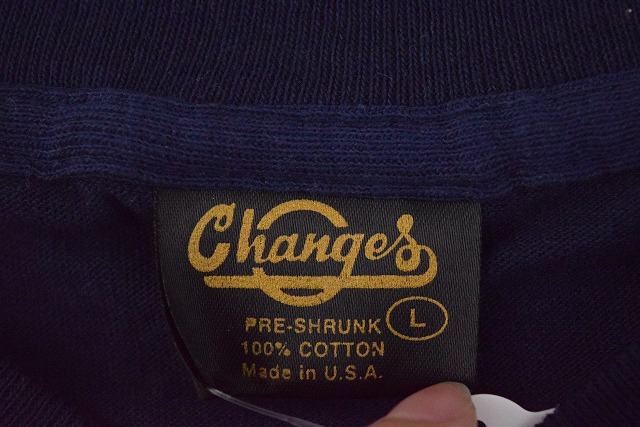 Changes
PRE-SHRUNK
L
100% COTTON
Made in U.S.A.